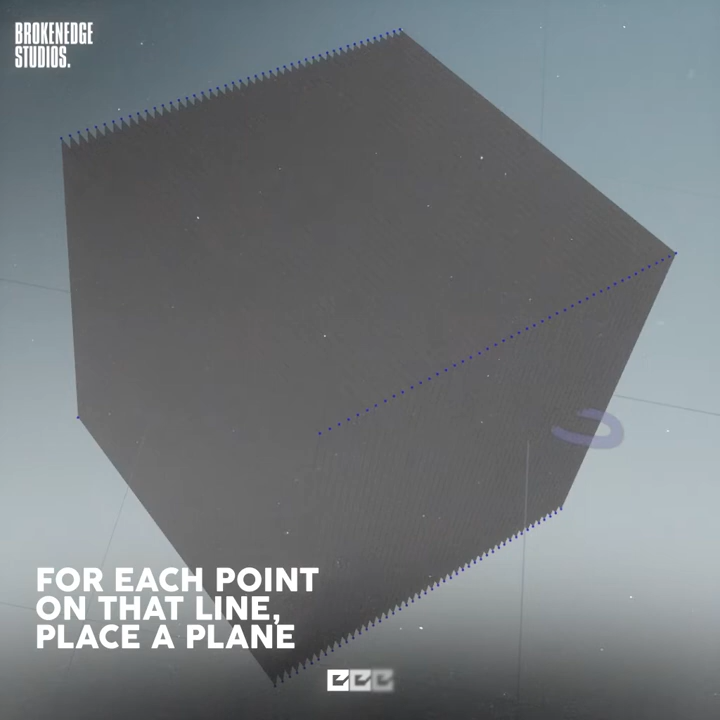 BROKENEDGE
STUDIOS.
FOR EACH POINT
ON THAT LINE,
PLACE A PLANE